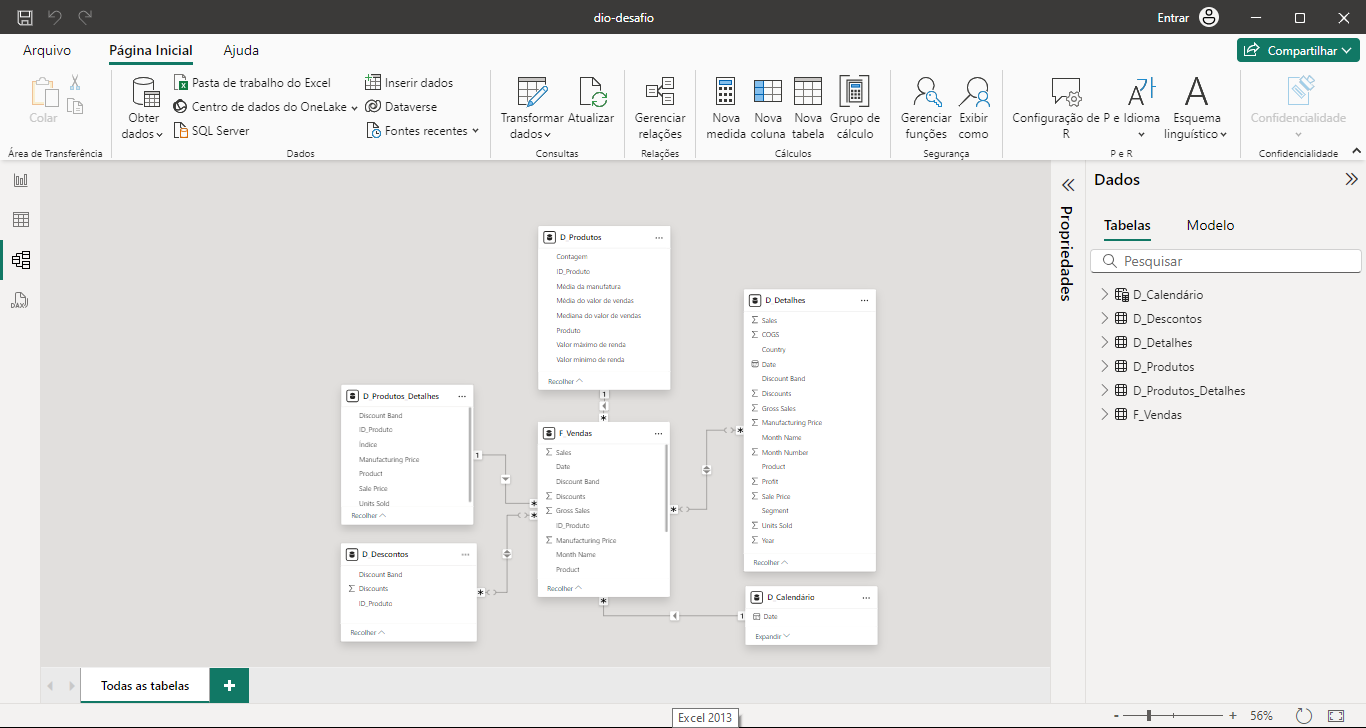 dio-desafio
Entrar
Arquivo
Página Inicial
Ajuda
Compartilhar
Colar
Área de Transferência
Obter dados
Pasta de trabalho do Excel
Centro de dados do OneLake
SQL Server
Inserir dados
Dataverse
Fontes recentes
Dados
Transformar dados
Atualizar
Consultas
Gerenciar relações
Relações
Nova medida
Nova coluna
Nova tabela
Grupo de cálculo
Cálculos
Gerenciar funções
Exibir como
Segurança
Configuração de P e R
Idioma
Esquema linguístico
P e R
Confidencialidade
Confidencialidade
DAX
D_Produtos
Contagem
ID_Produto
Média da manufatura
Média do valor de vendas
Mediana do valor de vendas
Produto
Valor máximo de renda
Valor mínimo de renda
Recolher
1
*
D_Produtos_Detalhes
Discount Band
ID_Produto
Índice
Manufacturing Price
Product
Sale Price
Units Sold
Recolher
1
*
*
D_Descontos
Discount Band
Σ Discounts
ID_Produto
Recolher
*
F_Vendas
Σ Sales
Date
Discount Band
Σ Discounts
Σ Gross Sales
ID_Produto
Σ Manufacturing Price
Month Name
Product
Recolher
*
*
D_Detalhes
Σ Sales
Σ COGS
Country
Date
Discount Band
Σ Discounts
Σ Gross Sales
Σ Manufacturing Price
Month Name
Σ Month Number
Product
Σ Profit
Σ Sale Price
Segment
Σ Units Sold
Σ Year
Recolher
*
D_Calendário
Date
Expandir
1
Propriedades
Dados
Tabelas
Modelo
Pesquisar
D_Calendário
D_Descontos
D_Detalhes
D_Produtos
D_Produtos_Detalhes
F_Vendas
Todas as tabelas
+
Excel 2013
- + 56%